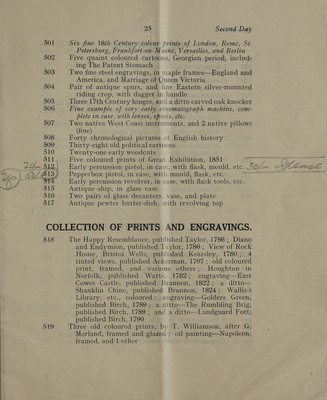 25 Second Day
501 Six fine 18th Century colour prints of London, Rome, St.
Petersburg, Frankfort-on-Maine, Versailles, and Berlin
502 Five quaint coloured cartoons, Georgian period, includ-
ing The Patent Stomach
503 Two fine steel engravings, in maple frames—England and
America, and Marriage of Queen Victoria
504 Pair of antique spurs, and fine Eastern silver-mounted
riding crop, with dagger in handle
505 Three 17th Century hinges, and a ditto carved oak knocker
506 Fine example of very early cinematograph machine, com-
plete in case, with lenses, spools, etc.
507 Two native West Coast instruments, and 2 native pillows
(fine)
508 Forty chronological pictures of English history
509 Thirty-eight old political cartoons
510 Twenty-one early woodcuts
511 Five coloured prints of Great Exhibition, 1851
512 Early percussion pistol, in case, with flask, mould, etc. 30/-
513 Pepperbox pistol, in case, with mould, flask, etc.
514 Early percussion revolver, in case, with flask tools, etc.
515 Antique ship, in glass case
516 Two pairs of glass decanters, vase, and plate
517 Antique pewter butter-dish, with revolving top
COLLECTION OF PRINTS AND ENGRAVINGS.
518 The Happy Resemblance, published Taylor, 1786; Diane
and Endymion, published Taylor, 1786; View of Rock
House, Bristol Wells, published Kearsley, 1780; 4
tinted views, published Ackerman, 1797; old coloured
print, framed, and various others; Houghton in
Norfolk, published Watts, 1782; engraving—East
Cowes Castle, published Brannon, 1822; a ditto—
Shanklin Chine, published Brannon, 1824; Wallis's
Library, etc., coloured; engraving—Golders Green,
published Birch, 1789; a ditto—The Rumbling Brig,
published Birch, 1789; and a ditto—Landguard Fort,
published Birch, 1790
519 Three old coloured prints, by T. Williamson, after G.
Morland, framed and glazed; oil painting—Napoleon,
framed, and 1 other